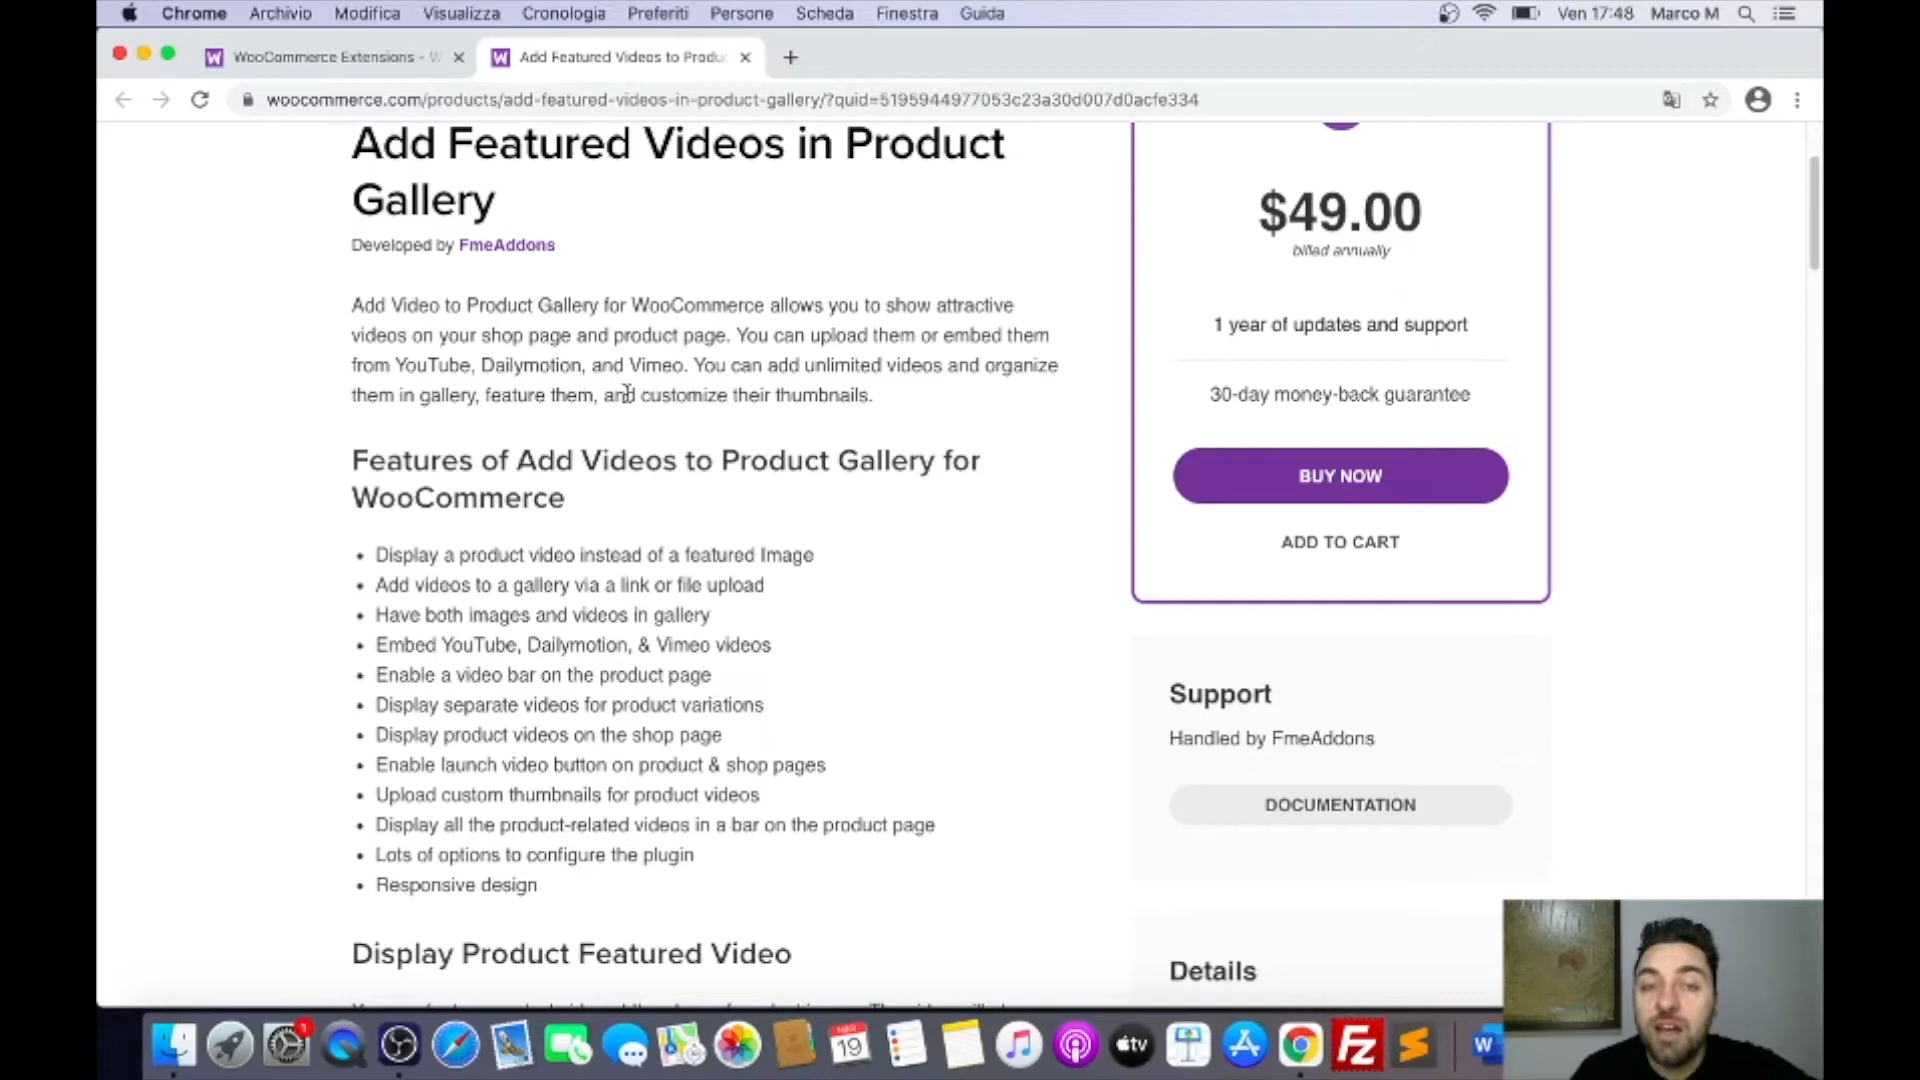 Chrome Archivio Modifica Visualizza Cronologia Preferiti Persone Scheda Finestra Guida Ven 17:48 Marco M
WooCommerce Extensions - W Add Featured Videos to Produ
woocommerce.com/products/add-featured-videos-in-product-gallery/?quid=5195944977053c23a30d007d0acfe334
Add Featured Videos in Product
Gallery
Developed by FmeAddons
Add Video to Product Gallery for WooCommerce allows you to show attractive
videos on your shop page and product page. You can upload them or embed them
from YouTube, Dailymotion, and Vimeo. You can add unlimited videos and organize
them in gallery, feature them, and customize their thumbnails.
Features of Add Videos to Product Gallery for
WooCommerce
• Display a product video instead of a featured Image
• Add videos to a gallery via a link or file upload
• Have both images and videos in gallery
• Embed YouTube, Dailymotion, & Vimeo videos
• Enable a video bar on the product page
• Display separate videos for product variations
• Display product videos on the shop page
• Enable launch video button on product & shop pages
• Upload custom thumbnails for product videos
• Display all the product-related videos in a bar on the product page
• Lots of options to configure the plugin
• Responsive design
Display Product Featured Video
$49.00
billed annually
1 year of updates and support
30-day money-back guarantee
BUY NOW
ADD TO CART
Support
Handled by FmeAddons
DOCUMENTATION
Details
1
MAR
19
tv
Fz
W